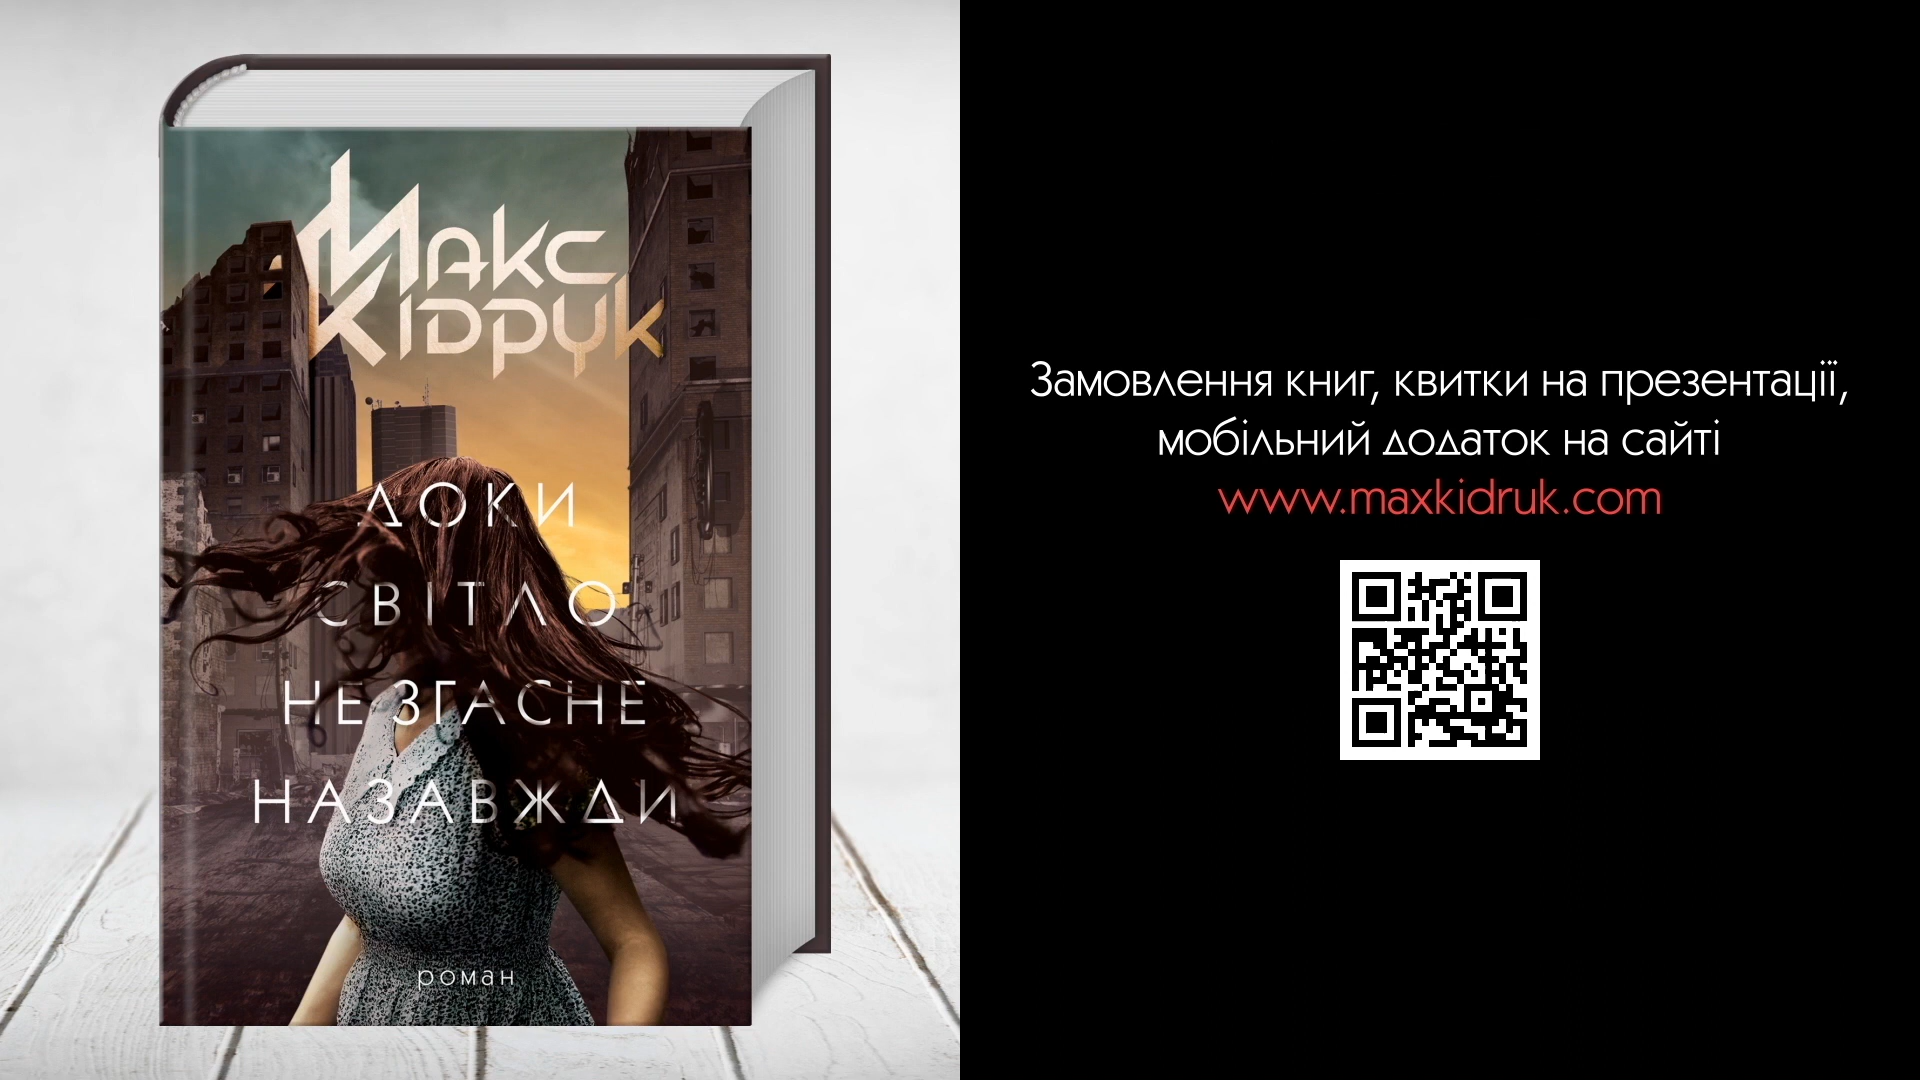 Макс
Кідрук
ДОКИ
СВІТЛО
НЕ ЗГАСНЕ
НАЗАВЖДИ
роман
Замовлення книг, квитки на презентації,
мобільний додаток на сайті
www.maxkidruk.com